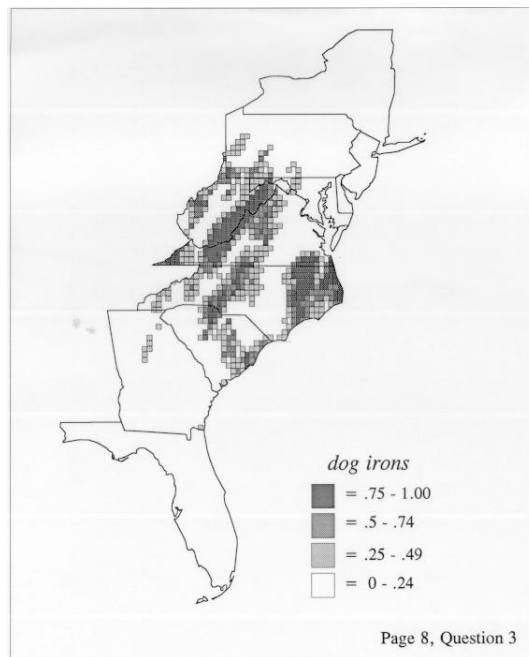 dog irons
= .75 - 1.00
= .5 - .74
= .25 - .49
= 0 - .24
Page 8, Question 3